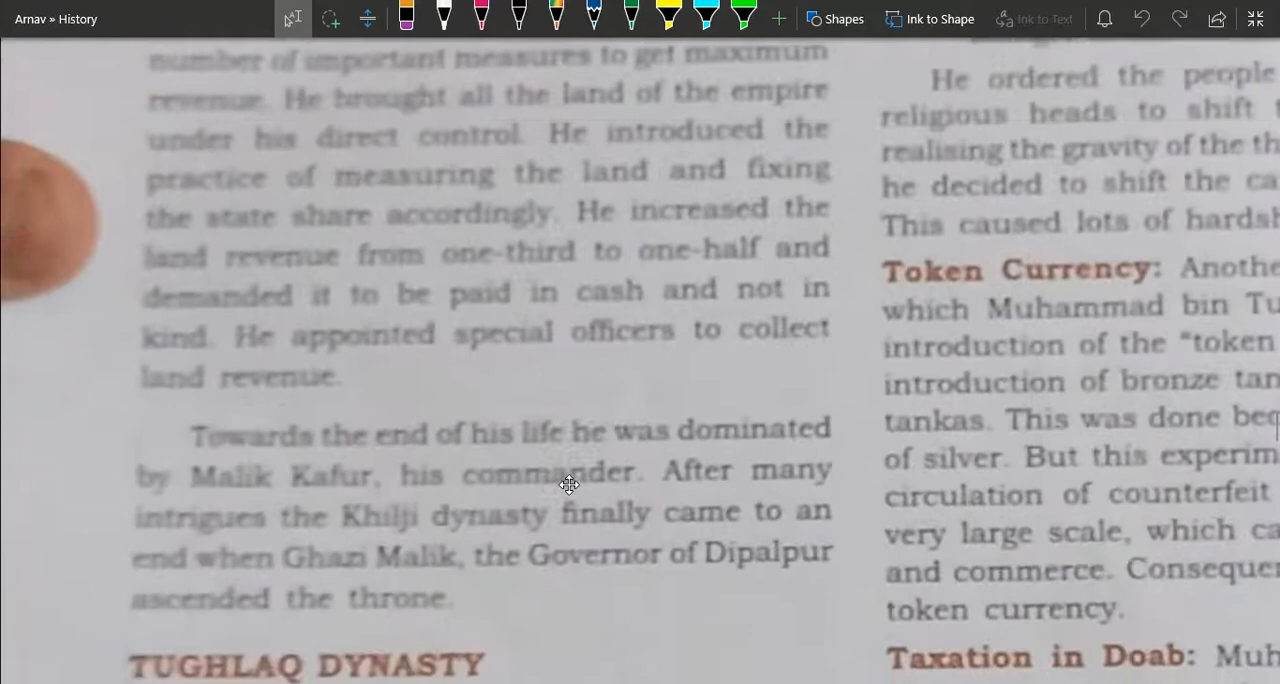 Arnav » History
Shapes
Ink to Shape
Ink to Text
number of important measures to get maximum
revenue. He brought all the land of the empire
under his direct control. He introduced the
practice of measuring the land and fixing
the state share accordingly. He increased the
land revenue from one-third to one-half and
demanded it to be paid in cash and not in
kind. He appointed special officers to collect
land revenue.
Towards the end of his life he was dominated
by Malik Kafur, his commander. After many
intrigues the Khilji dynasty finally came to an
end when Ghazi Malik, the Governor of Dipalpur
ascended the throne.
TUGHLAQ DYNASTY
He ordered the people
religious heads to shift
realising the gravity of the th
he decided to shift the ca
This caused lots of hardsh
Token Currency: Anothe
which Muhammad bin Tu
introduction of the “token
introduction of bronze tan
tankas. This was done bec
of silver. But this experim
circulation of counterfeit
very large scale, which ca
and commerce. Consequen
token currency.
Taxation in Doab: Muh